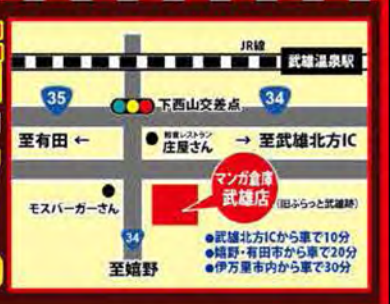 JR線
武雄温泉駅
35
下西山交差点
34
至有田 ←
和食レストラン
庄屋さん
→ 至武雄北方IC
マンガ倉庫
武雄店
(旧ふらっと武雄跡)
モスバーガーさん
34
至嬉野
●武雄北方ICから車で10分
●嬉野・有田市から車で20分
●伊万里市内から車で30分